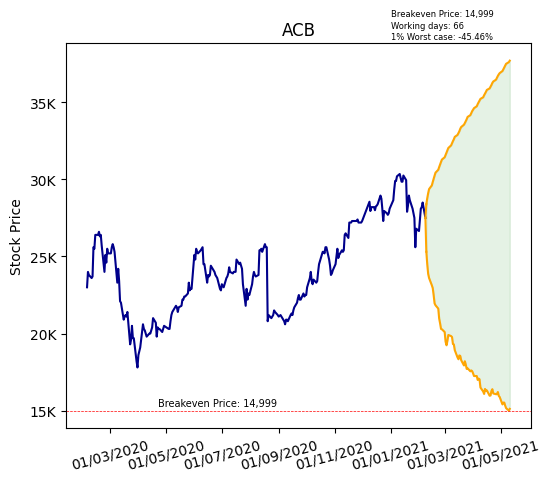 Breakeven Price: 14,999
Working days: 66
1% Worst case: -45.46%
ACB
Stock Price
35K
30K
25K
20K
15K
Breakeven Price: 14,999
01/03/2020
01/05/2020
01/07/2020
01/09/2020
01/11/2020
01/01/2021
01/03/2021
01/05/2021